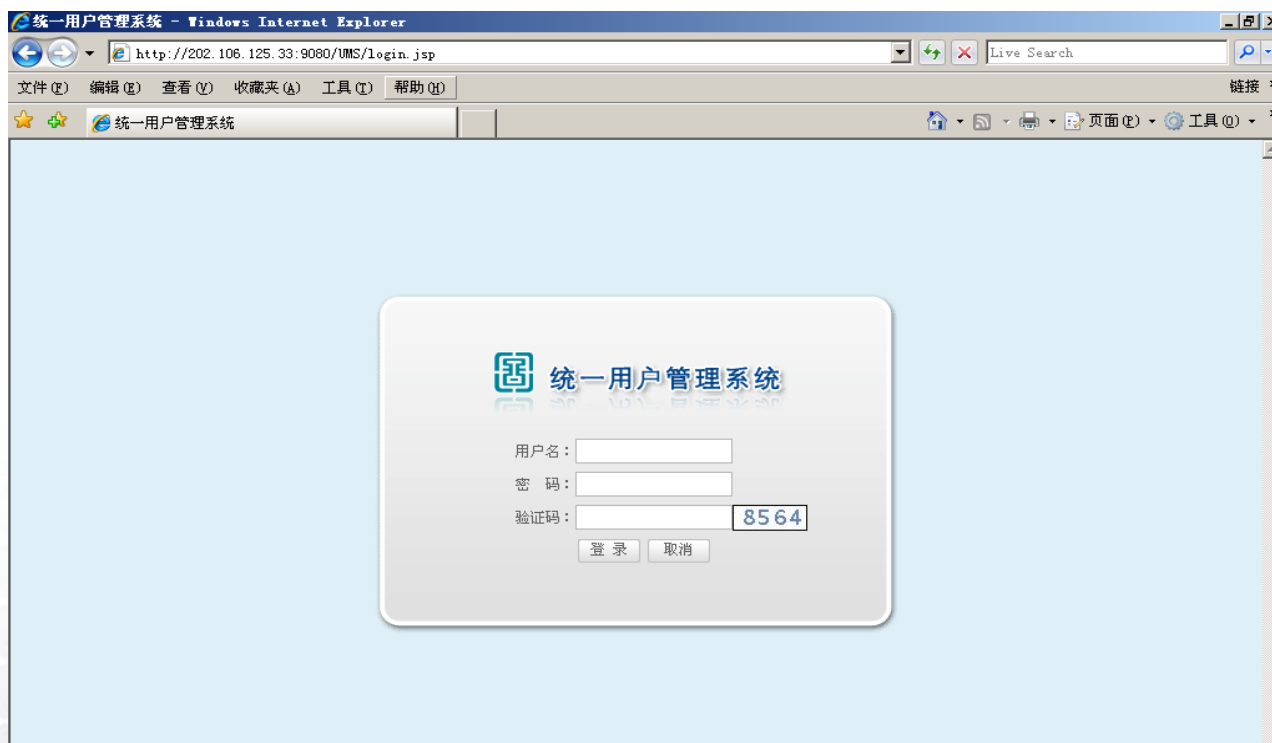 统一用户管理系统 - Windows Internet Explorer
http://202.106.125.33:9080/UMS/login.jsp
Live Search
文件(F) 编辑(E) 查看(V) 收藏夹(A) 工具(T) 帮助(H) 链接
统一用户管理系统 页面(P) 工具(O)
统一用户管理系统
用户名：
密 码：
验证码： 8564
登 录 取消